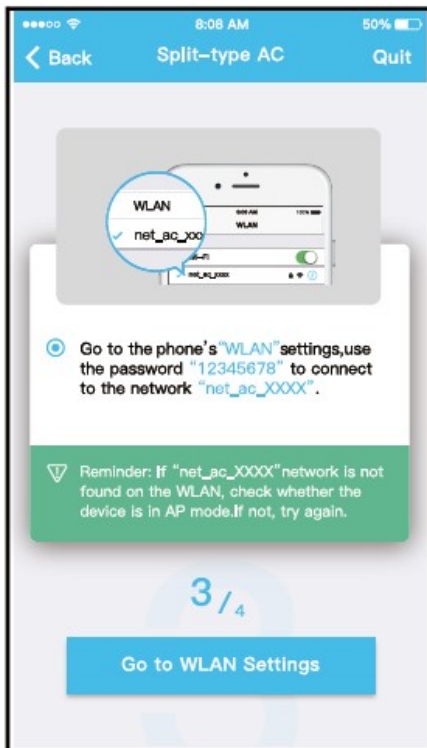 8:08 AM
50%
Back
Split-type AC
Quit
WLAN
net_ac_xxx
100%
WLAN
net_ac_xxxx
Go to the phone's"WLAN"settings,use
the password "12345678" to connect
to the network "net_ac_XXXX".
Reminder: If "net_ac_XXXX"network is not
found on the WLAN, check whether the
device is in AP mode.If not, try again.
3/4
Go to WLAN Settings